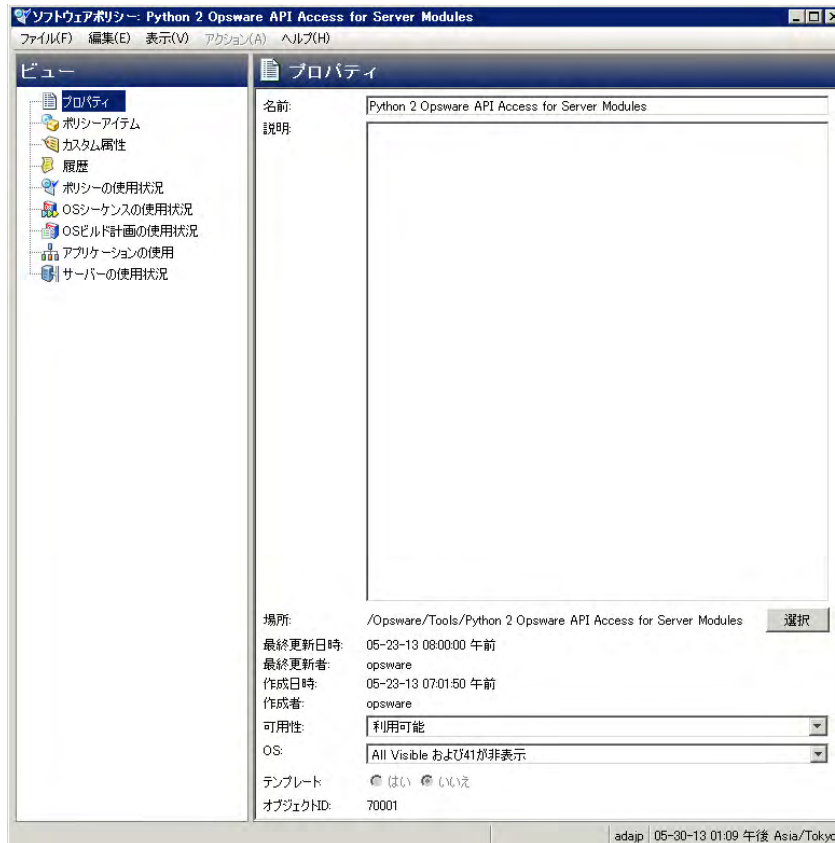 ソフトウェアポリシー: Python 2 Opsware API Access for Server Modules
ファイル(F) 編集(E) 表示(V) アクション(A) ヘルプ(H)
ビュー
プロパティ
ポリシーアイテム
カスタム属性
履歴
ポリシーの使用状況
OSシーケンスの使用状況
OSビルド計画の使用状況
アプリケーションの使用
サーバーの使用状況
プロパティ
名前: Python 2 Opsware API Access for Server Modules
説明:
場所: /Opsware/Tools/Python 2 Opsware API Access for Server Modules 選択
最終更新日時: 05-23-13 08:00:00 午前
最終更新者: opsware
作成日時: 05-23-13 07:01:50 午前
作成者: opsware
可用性: 利用可能
OS: All Visible および41が非表示
テンプレート はい いいえ
オブジェクトID: 70001
adajp 05-30-13 01:09 午後 Asia/Tokyo